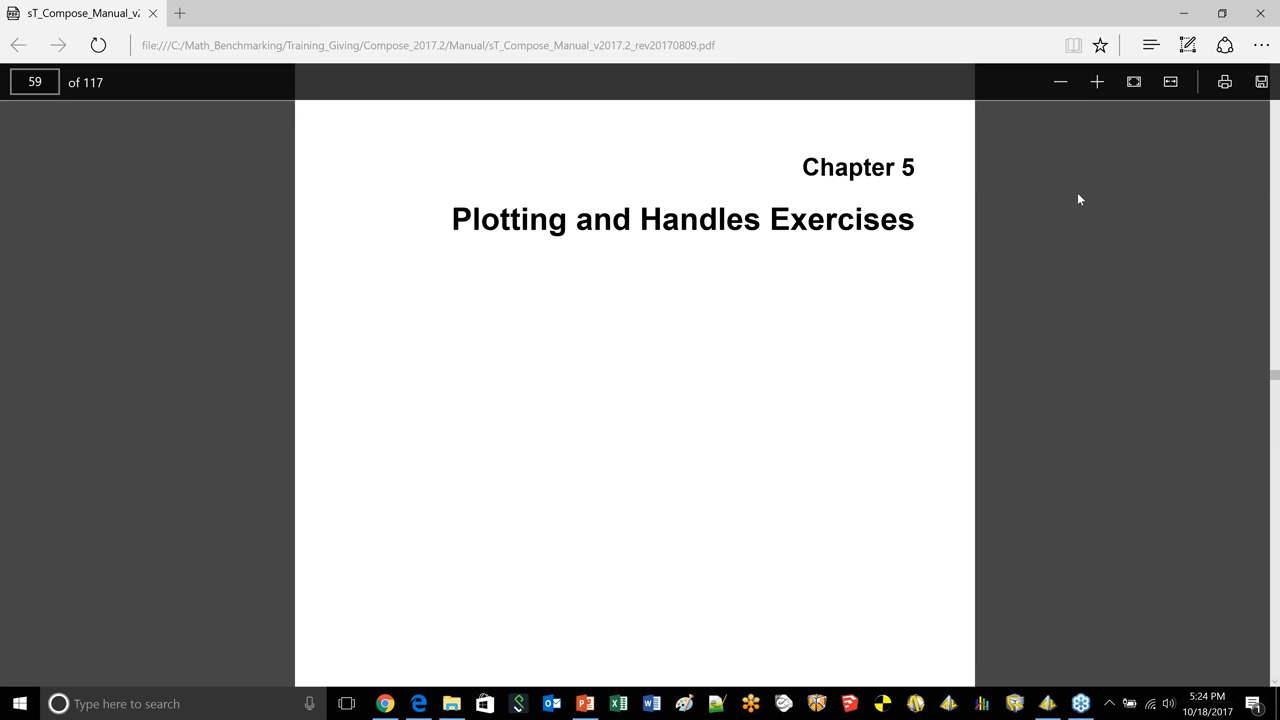 sT_Compose_Manual_v2
file:///C:/Math_Benchmarking/Training_Giving/Compose_2017.2/Manual/sT_Compose_Manual_v2017.2_rev20170809.pdf
59 of 117
Chapter 5
Plotting and Handles Exercises
Type here to search
5:24 PM
10/18/2017